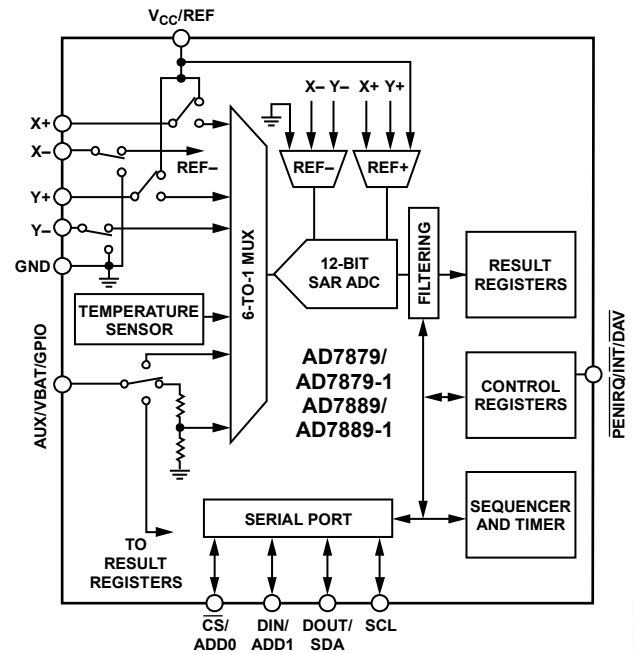 VCC/REF
X– Y– X+ Y+
X+
X–
REF–
REF– REF+
Y+
Y–
GND
6-TO-1 MUX
12-BIT
SAR ADC
FILTERING
RESULT
REGISTERS
TEMPERATURE
SENSOR
AUX/VBAT/GPIO
AD7879/
AD7879-1
AD7889/
AD7889-1
CONTROL
REGISTERS
PENIRQ/INT/DAV
SERIAL PORT
SEQUENCER
AND TIMER
TO
RESULT
REGISTERS
CS/
ADD0
DIN/
ADD1
DOUT/
SDA
SCL